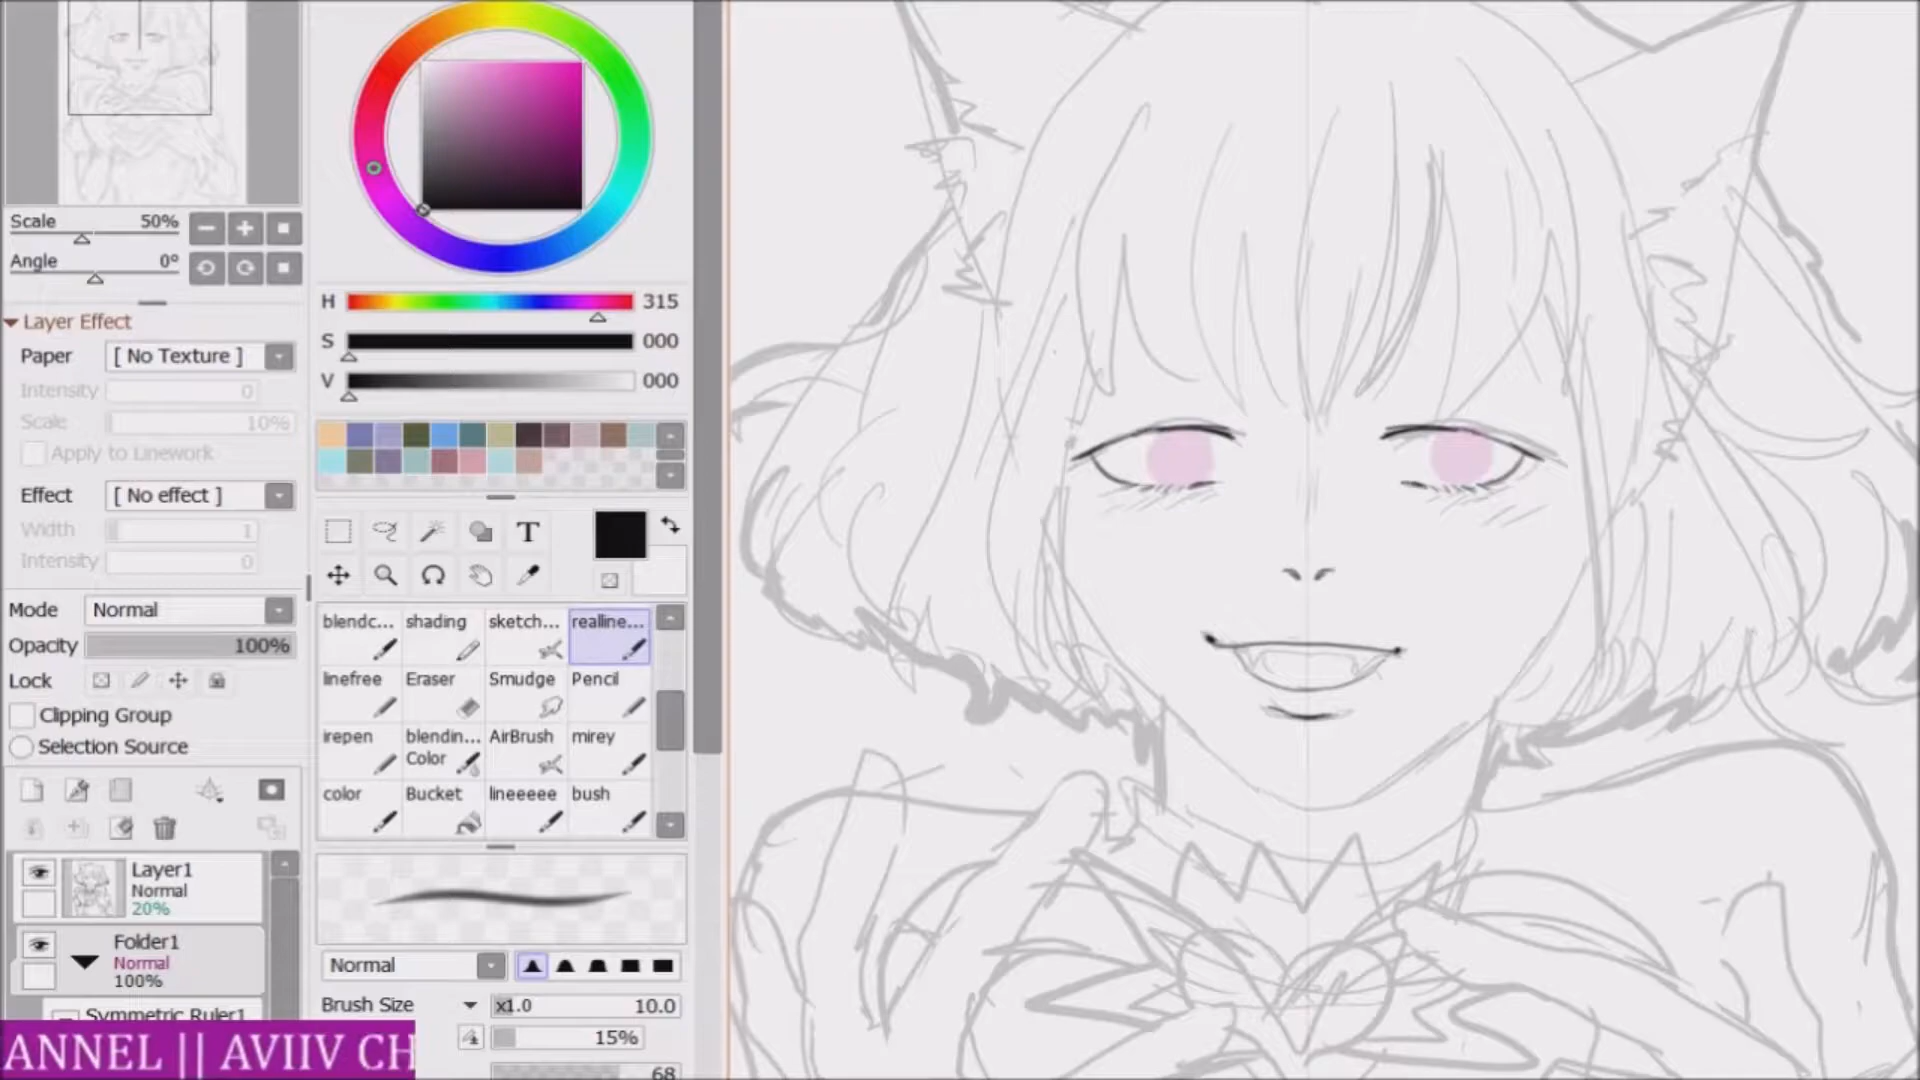 Scale 50%
Angle 0°
Layer Effect
Paper [ No Texture ]
Intensity 0
Scale 10%
Apply to Linework
Effect [ No effect ]
Width 1
Intensity 0
Mode Normal
Opacity 100%
Lock
Clipping Group
Selection Source
Layer1
Normal
20%
Folder1
Normal
100%
Symmetric Ruler1
ANNEL || AVIIV CH
H 315
S 000
V 000
T
blendc... shading sketch... realline...
linefree Eraser Smudge Pencil
irepen blendin... AirBrush mirey
Color
color Bucket lineeeee bush
Normal
Brush Size x1.0 10.0
15%
68